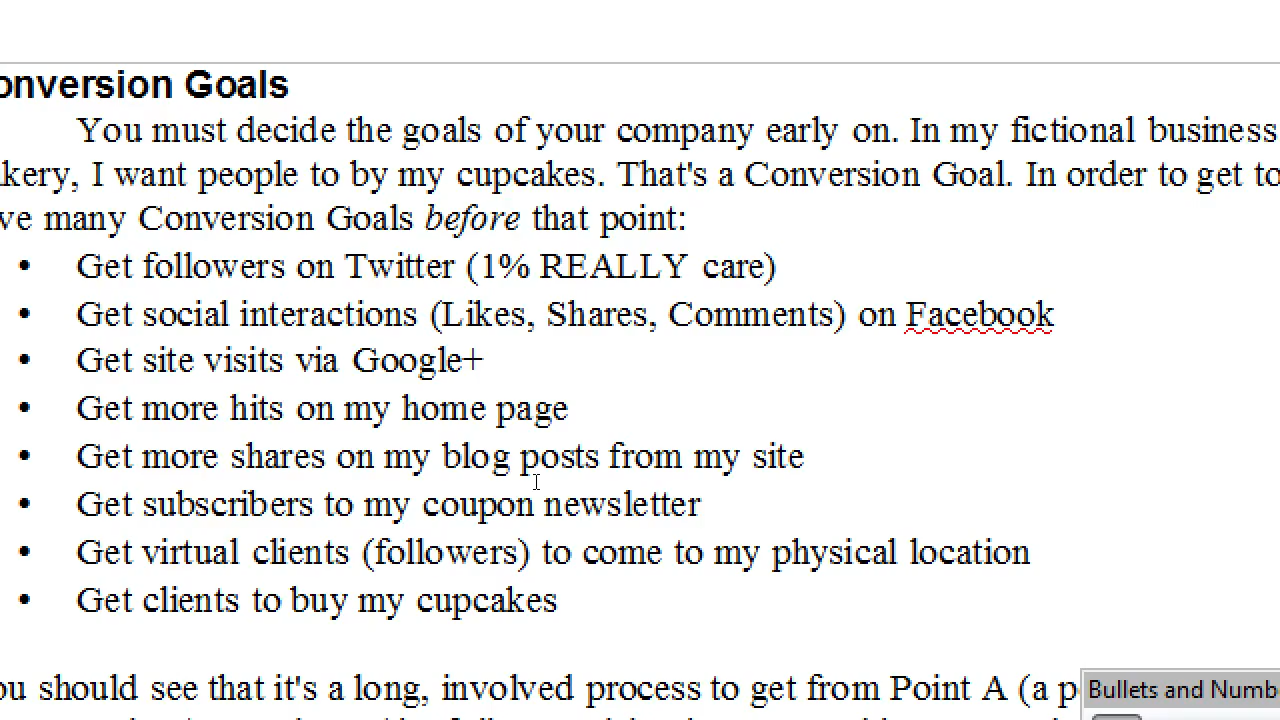 onversion Goals
You must decide the goals of your company early on. In my fictional business
kery, I want people to by my cupcakes. That's a Conversion Goal. In order to get to
ve many Conversion Goals before that point:
• Get followers on Twitter (1% REALLY care)
• Get social interactions (Likes, Shares, Comments) on Facebook
• Get site visits via Google+
• Get more hits on my home page
• Get more shares on my blog posts from my site
• Get subscribers to my coupon newsletter
• Get virtual clients (followers) to come to my physical location
• Get clients to buy my cupcakes
ou should see that it's a long, involved process to get from Point A (a p
Bullets and Numb